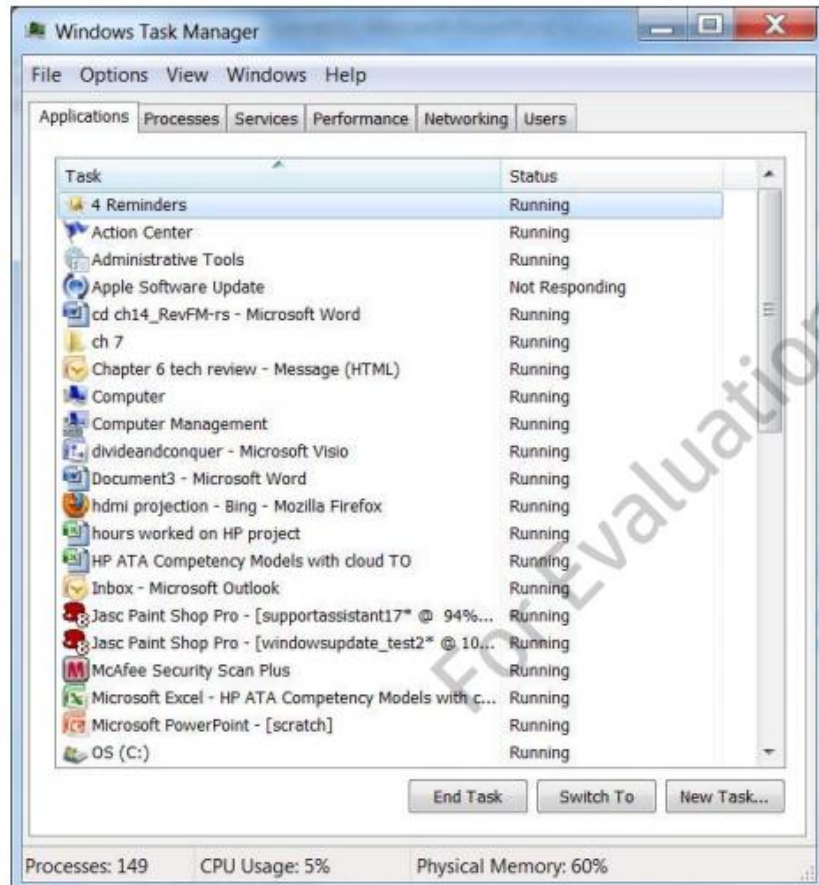 Windows Task Manager
File Options View Windows Help
Applications Processes Services Performance Networking Users
Task Status
4 Reminders Running
Action Center Running
Administrative Tools Running
Apple Software Update Not Responding
cd ch14_RevFM-rs - Microsoft Word Running
ch 7 Running
Chapter 6 tech review - Message (HTML) Running
Computer Running
Computer Management Running
divideandconquer - Microsoft Visio Running
Document3 - Microsoft Word Running
hdmi projection - Bing - Mozilla Firefox Running
hours worked on HP project Running
HP ATA Competency Models with cloud TO Running
Inbox - Microsoft Outlook Running
Jasc Paint Shop Pro - [supportassistant17* @ 94%... Running
Jasc Paint Shop Pro - [windowsupdate_test2* @ 10... Running
McAfee Security Scan Plus Running
Microsoft Excel - HP ATA Competency Models with c... Running
Microsoft PowerPoint - [scratch] Running
OS (C:) Running
End Task Switch To New Task...
Processes: 149 CPU Usage: 5% Physical Memory: 60%
For Evaluation